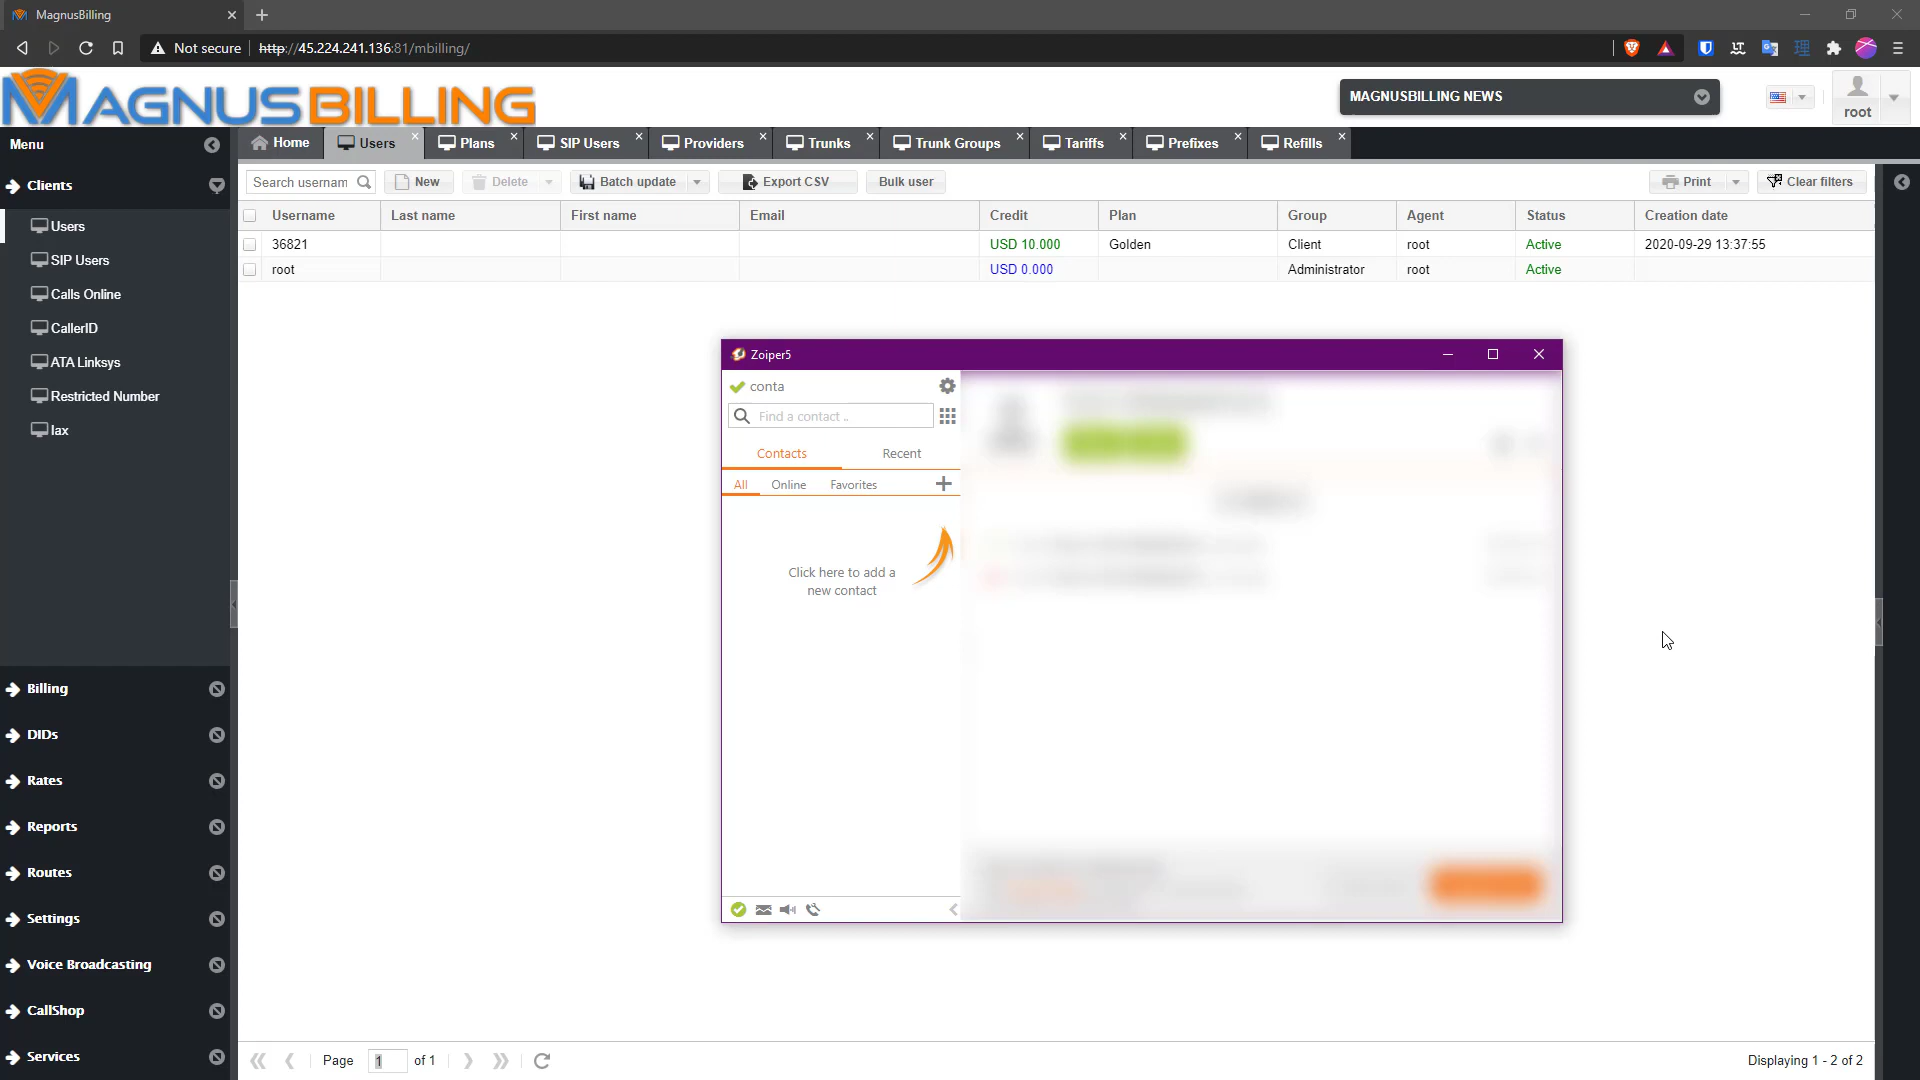 MagnusBilling
Not secure http://45.224.241.136:81/mbilling/
MAGNUSBILLING
MAGNUSBILLING NEWS
root
Menu
Home Users Plans SIP Users Providers Trunks Trunk Groups Tariffs Prefixes Refills
Clients
Users
SIP Users
Calls Online
CallerID
ATA Linksys
Restricted Number
Iax
Billing
DIDs
Rates
Reports
Routes
Settings
Voice Broadcasting
CallShop
Services
Search usernam New Delete Batch update Export CSV Bulk user Print Clear filters
Username Last name First name Email Credit Plan Group Agent Status Creation date
36821 USD 10.000 Golden Client root Active 2020-09-29 13:37:55
root USD 0.000 Administrator root Active
Zoiper5
conta
Find a contact ..
Contacts Recent
All Online Favorites
Click here to add a
new contact
Page 1 of 1
Displaying 1 - 2 of 2